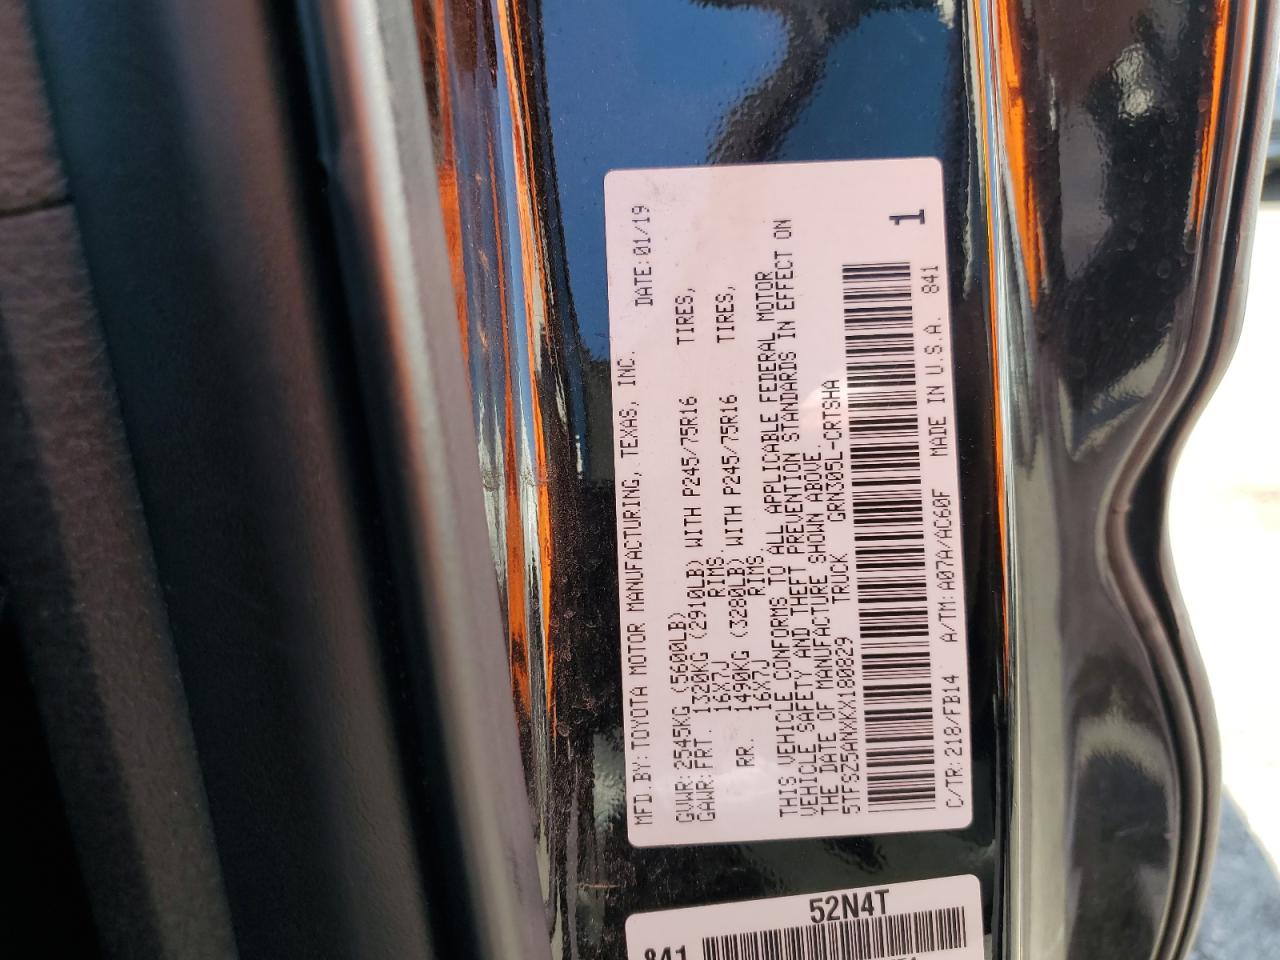 MFD.BY:TOYOTA MOTOR MANUFACTURING, TEXAS, INC. DATE:01/19
GVWR:2545KG (5600LB)
GAWR:FRT. 1320KG (2910LB) WITH P245/75R16 TIRES,
16X7J RIMS.
RR. 1490KG (3280LB) WITH P245/75R16 TIRES,
16X7J RIMS.
THIS VEHICLE CONFORMS TO ALL APPLICABLE FEDERAL MOTOR
VEHICLE SAFETY AND THEFT PREVENTION STANDARDS IN EFFECT ON
THE DATE OF MANUFACTURE SHOWN ABOVE.
5TFSZ5ANXKX180829 TRUCK GRN305L-CRTSHA
1
C/TR:218/FB14 A/TM:A07A/AC60F MADE IN U.S.A. 841
52N4T
841